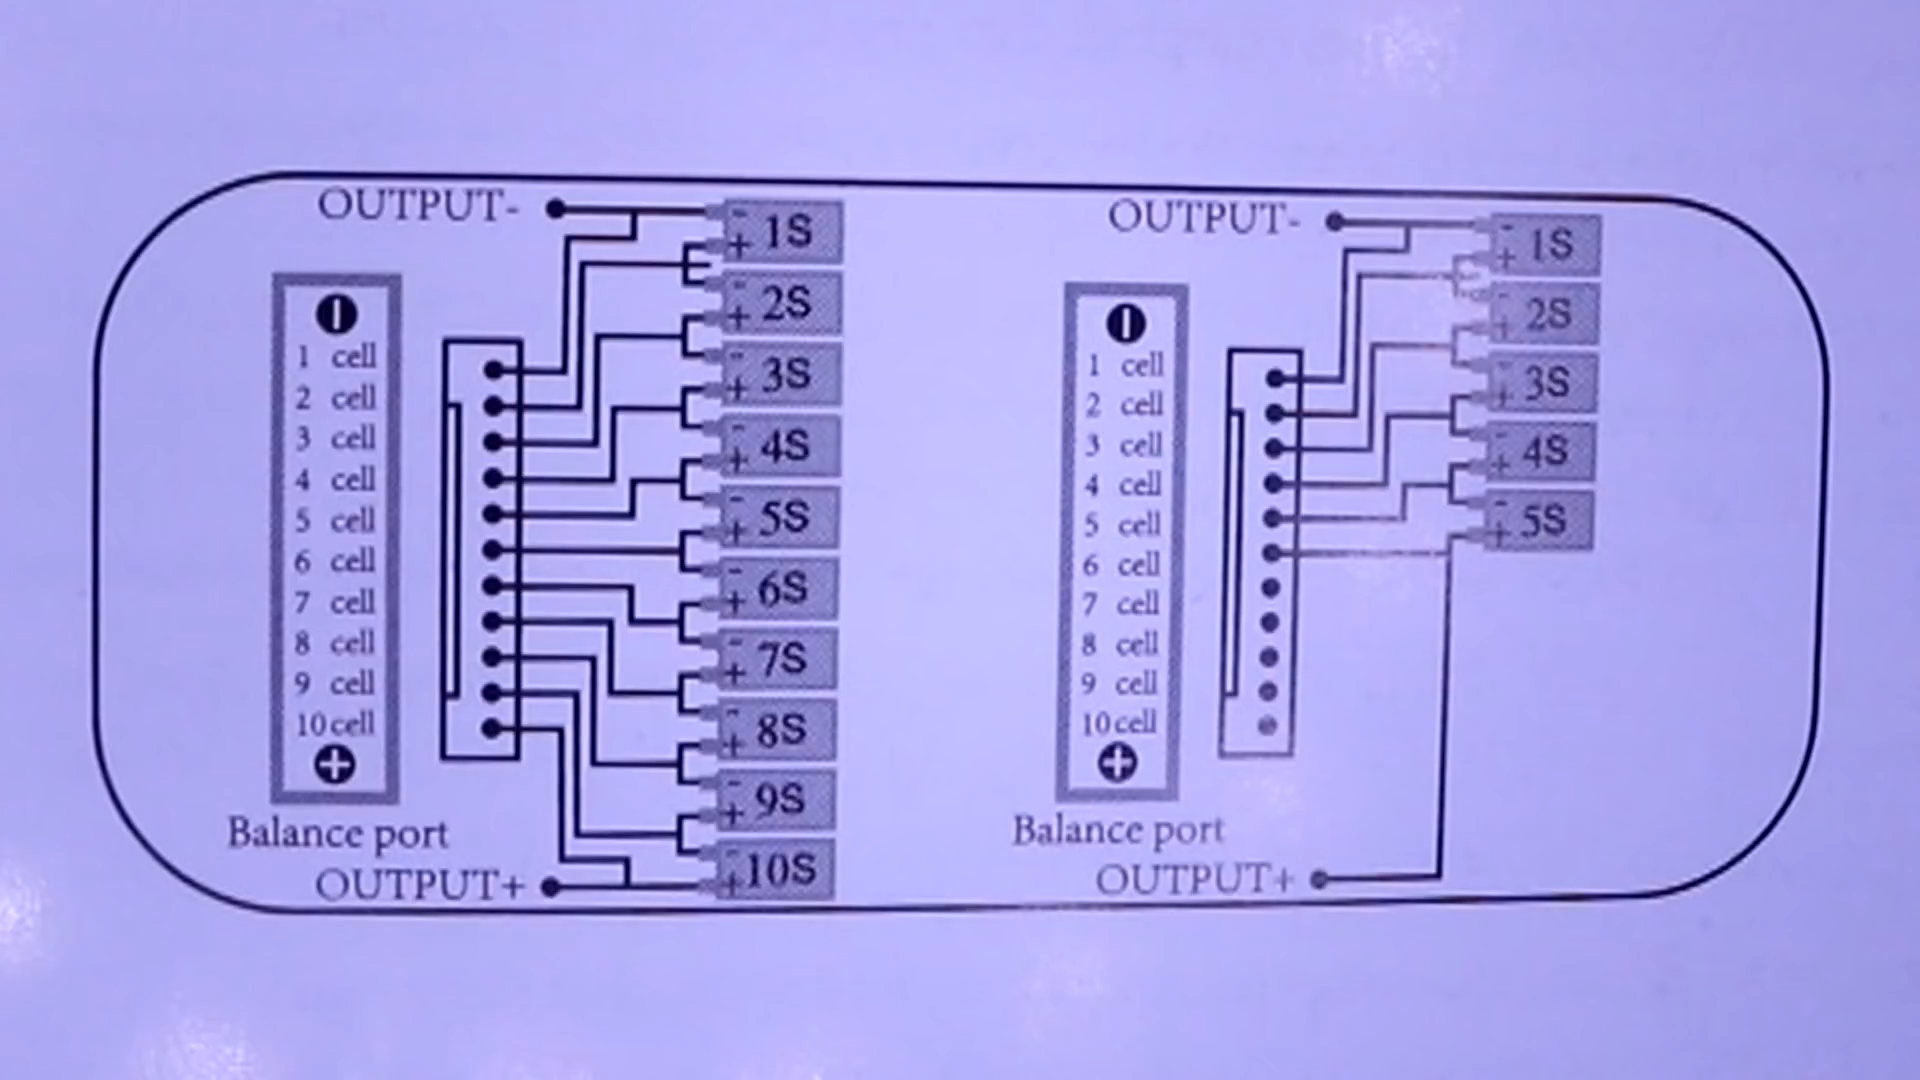 OUTPUT-
1 cell
2 cell
3 cell
4 cell
5 cell
6 cell
7 cell
8 cell
9 cell
10 cell
Balance port
OUTPUT+
- + 1S
- + 2S
- + 3S
- + 4S
- + 5S
- + 6S
- + 7S
- + 8S
- + 9S
- + 10S
OUTPUT-
1 cell
2 cell
3 cell
4 cell
5 cell
6 cell
7 cell
8 cell
9 cell
10 cell
Balance port
OUTPUT+
- + 1S
- + 2S
- + 3S
- + 4S
- + 5S